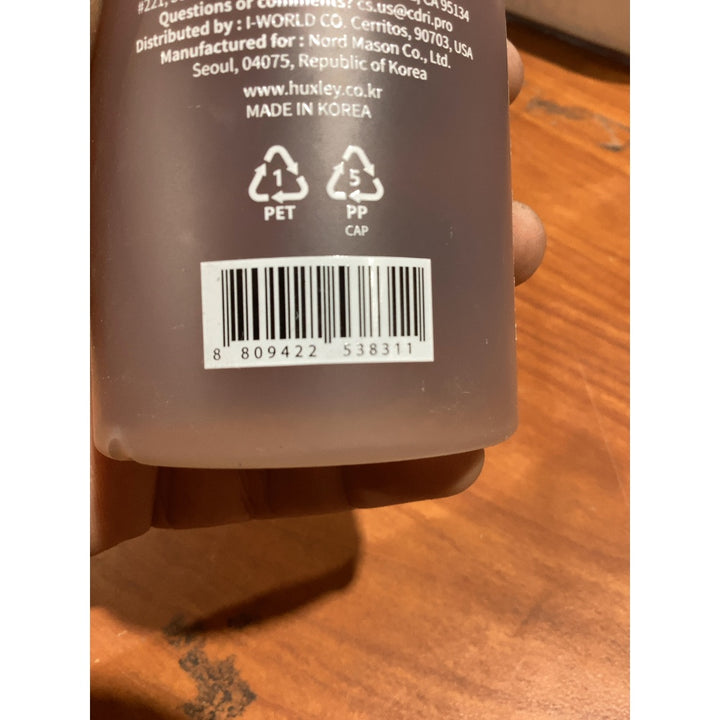 CA 95134
Questions or comments? cs.us@cdri.pro
Distributed by : I-WORLD CO. Cerritos, 90703, USA
Manufactured for : Nord Mason Co., Ltd.
Seoul, 04075, Republic of Korea
www.huxley.co.kr
MADE IN KOREA
1 5
PET PP
CAP
8 809422 538311